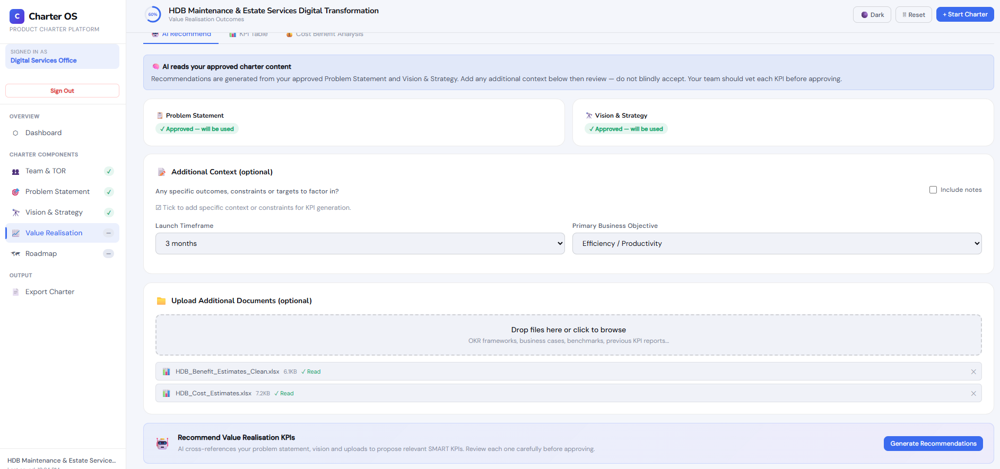 C Charter OS
PRODUCT CHARTER PLATFORM
SIGNED IN AS
Digital Services Office
Sign Out
OVERVIEW
Dashboard
CHARTER COMPONENTS
Team & TOR
Problem Statement
Vision & Strategy
Value Realisation
Roadmap
OUTPUT
Export Charter
HDB Maintenance & Estate Service...
60%
HDB Maintenance & Estate Services Digital Transformation
Value Realisation Outcomes
Dark
Reset
+ Start Charter
AI Recommend
KPI Table
Cost Benefit Analysis
AI reads your approved charter content
Recommendations are generated from your approved Problem Statement and Vision & Strategy. Add any additional context below then review — do not blindly accept. Your team should vet each KPI before approving.
Problem Statement
✓ Approved — will be used
Vision & Strategy
✓ Approved — will be used
Additional Context (optional)
Any specific outcomes, constraints or targets to factor in?
Include notes
☑ Tick to add specific context or constraints for KPI generation.
Launch Timeframe
3 months
Primary Business Objective
Efficiency / Productivity
Upload Additional Documents (optional)
Drop files here or click to browse
OKR frameworks, business cases, benchmarks, previous KPI reports...
HDB_Benefit_Estimates_Clean.xlsx 6.1KB ✓ Read
HDB_Cost_Estimates.xlsx 7.2KB ✓ Read
Recommend Value Realisation KPIs
AI cross-references your problem statement, vision and uploads to propose relevant SMART KPIs. Review each one carefully before approving.
Generate Recommendations